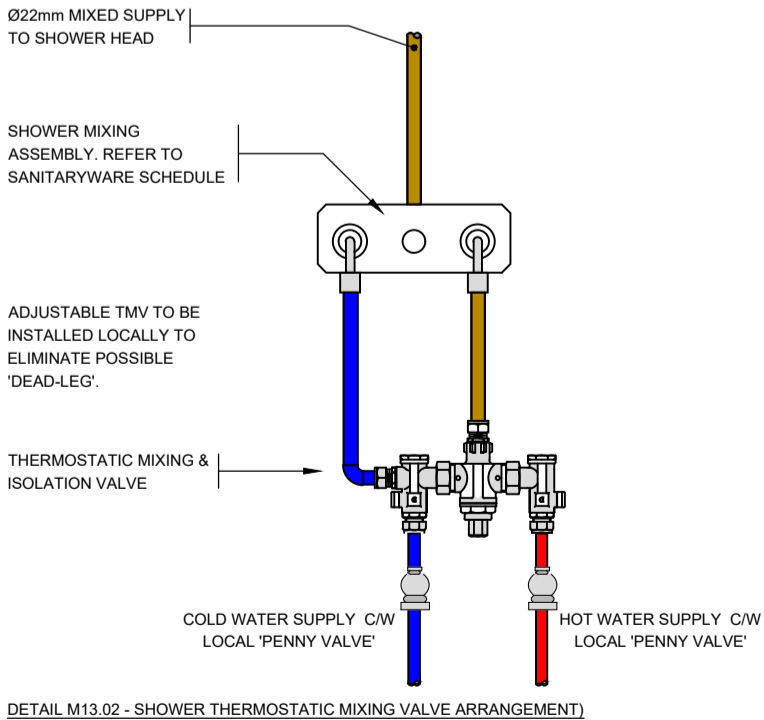 Ø22mm MIXED SUPPLY
TO SHOWER HEAD
SHOWER MIXING
ASSEMBLY. REFER TO
SANITARYWARE SCHEDULE
ADJUSTABLE TMV TO BE
INSTALLED LOCALLY TO
ELIMINATE POSSIBLE
'DEAD-LEG'.
THERMOSTATIC MIXING &
ISOLATION VALVE
COLD WATER SUPPLY C/W
LOCAL 'PENNY VALVE'
HOT WATER SUPPLY C/W
LOCAL 'PENNY VALVE'
DETAIL M13.02 - SHOWER THERMOSTATIC MIXING VALVE ARRANGEMENT)